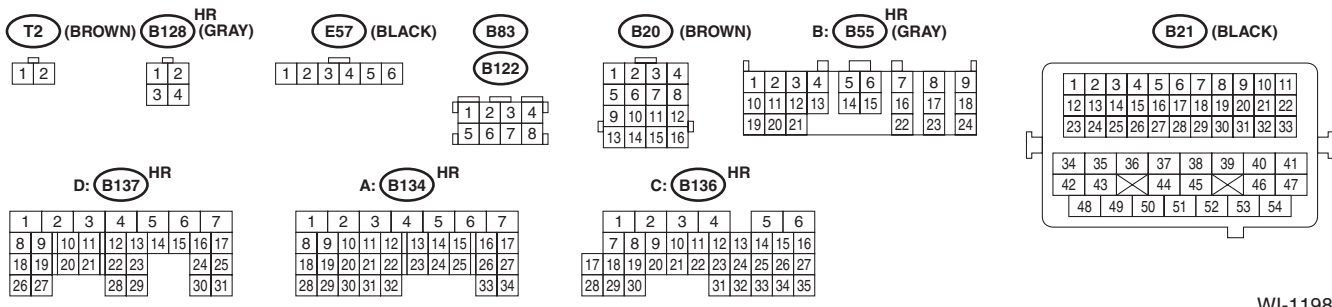 T2 (BROWN) B128 HR (GRAY) E57 (BLACK) B83 B20 (BROWN) B: B55 HR (GRAY) B21 (BLACK)
B122
1 2
1 2
3 4
1 2 3 4 5 6
1 2 3 4
5 6 7 8
1 2 3 4
5 6 7 8
9 10 11 12
13 14 15 16
1 2 3 4 5 6 7 8 9
10 11 12 13 14 15 16 17 18
19 20 21 22 23 24
1 2 3 4 5 6 7 8 9 10 11
12 13 14 15 16 17 18 19 20 21 22
23 24 25 26 27 28 29 30 31 32 33
34 35 36 37 38 39 40 41
42 43 44 45 46 47
48 49 50 51 52 53 54
D: B137 HR
1 2 3 4 5 6 7
8 9 10 11 12 13 14 15 16 17
18 19 20 21 22 23 24 25
26 27 28 29 30 31
A: B134 HR
1 2 3 4 5 6 7
8 9 10 11 12 13 14 15 16 17
18 19 20 21 22 23 24 25 26 27
28 29 30 31 32 33 34
C: B136 HR
1 2 3 4 5 6
7 8 9 10 11 12 13 14 15 16
17 18 19 20 21 22 23 24 25 26 27
28 29 30 31 32 33 34 35
WI-1198